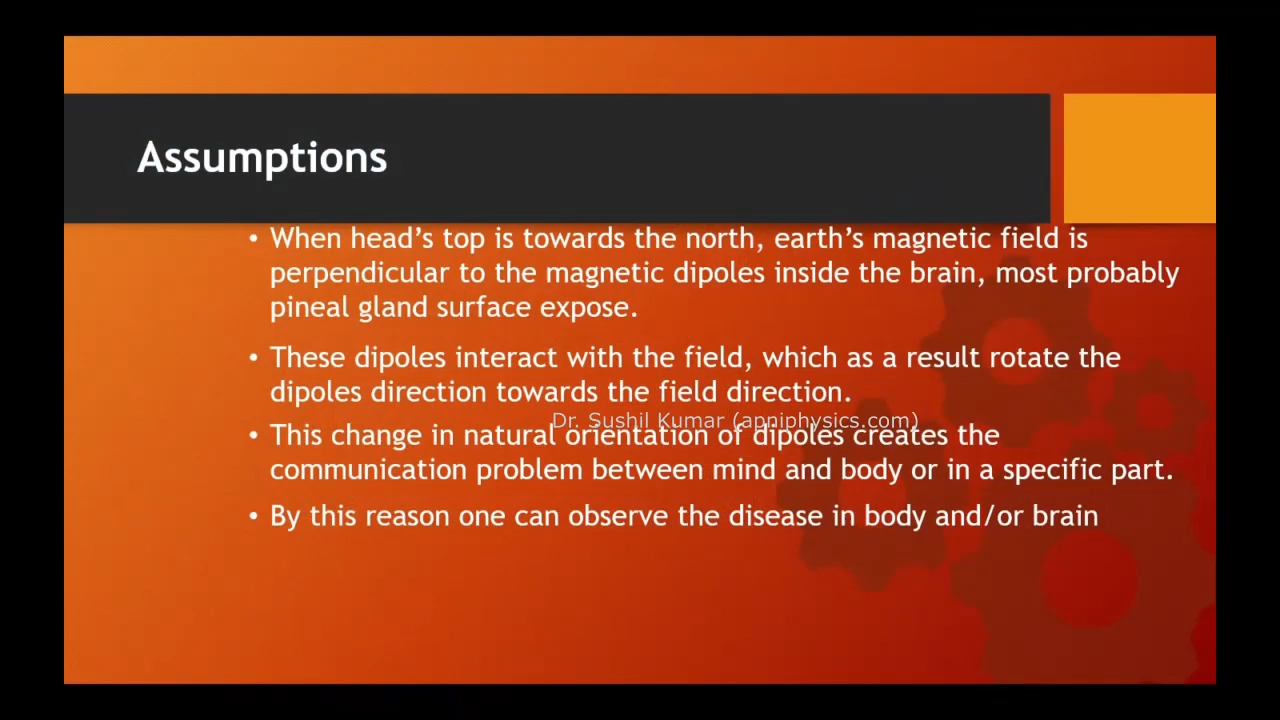 Assumptions
• When head's top is towards the north, earth's magnetic field is
perpendicular to the magnetic dipoles inside the brain, most probably
pineal gland surface expose.
• These dipoles interact with the field, which as a result rotate the
dipoles direction towards the field direction.
Dr. Sushil Kumar (apniphysics.com)
• This change in natural orientation of dipoles creates the
communication problem between mind and body or in a specific part.
• By this reason one can observe the disease in body and/or brain